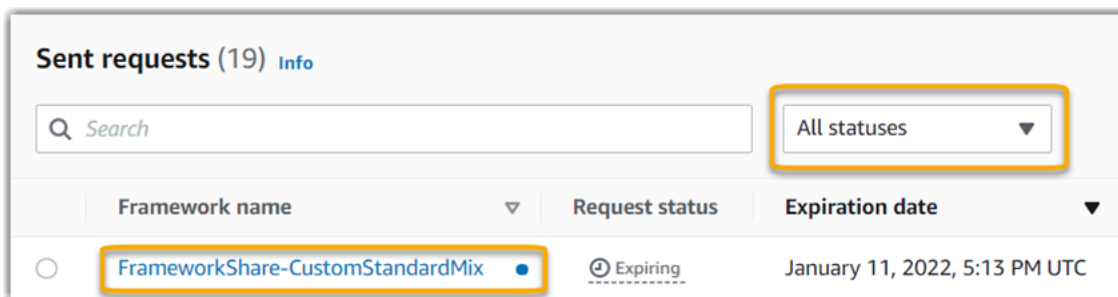 Sent requests (19) Info
Search
All statuses
Framework name Request status Expiration date
FrameworkShare-CustomStandardMix Expiring January 11, 2022, 5:13 PM UTC